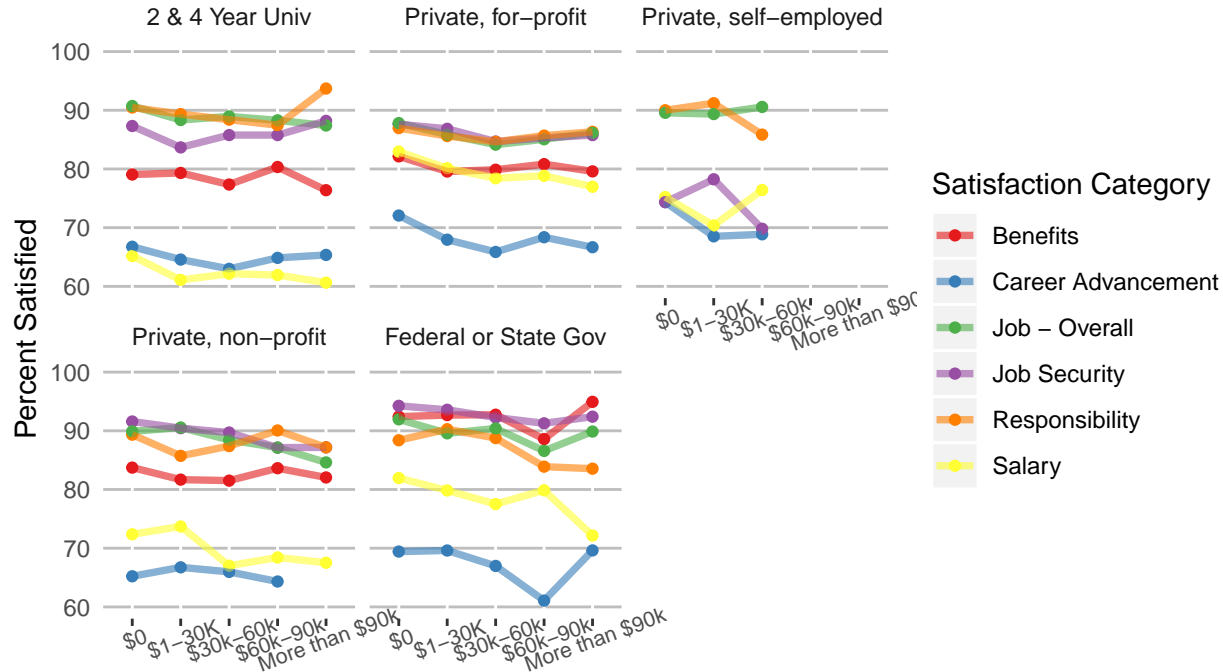 2 & 4 Year Univ
Private, for−profit
Private, self−employed
100
90
80
70
60
$0
$1−30K
$30k−60k
$60k−90k
More than $90
Private, non−profit
Federal or State Gov
100
90
80
70
60
$0
$1−30K
$30k−60k
$60k−90k
More than $90k
$0
$1−30K
$30k−60k
$60k−90k
More than $90k
Percent Satisfied
Satisfaction Category
Benefits
Career Advancement
Job − Overall
Job Security
Responsibility
Salary